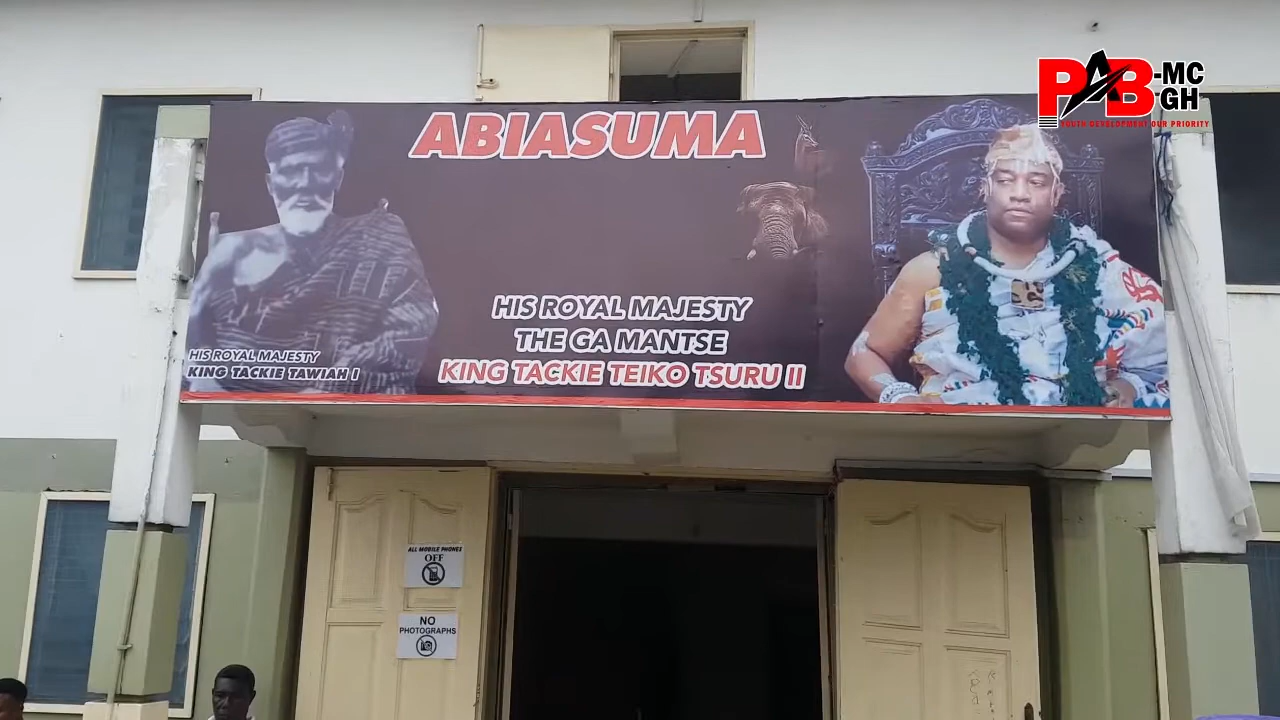 PAB-MC
-GH
YOUTH DEVELOPMENT OUR PRIORITY
ABIASUMA
HIS ROYAL MAJESTY
THE GA MANTSE
KING TACKIE TEIKO TSURU II
HIS ROYAL MAJESTY
KING TACKIE TAWIAH I
ALL MOBILE PHONES
OFF
NO
PHOTOGRAPHS